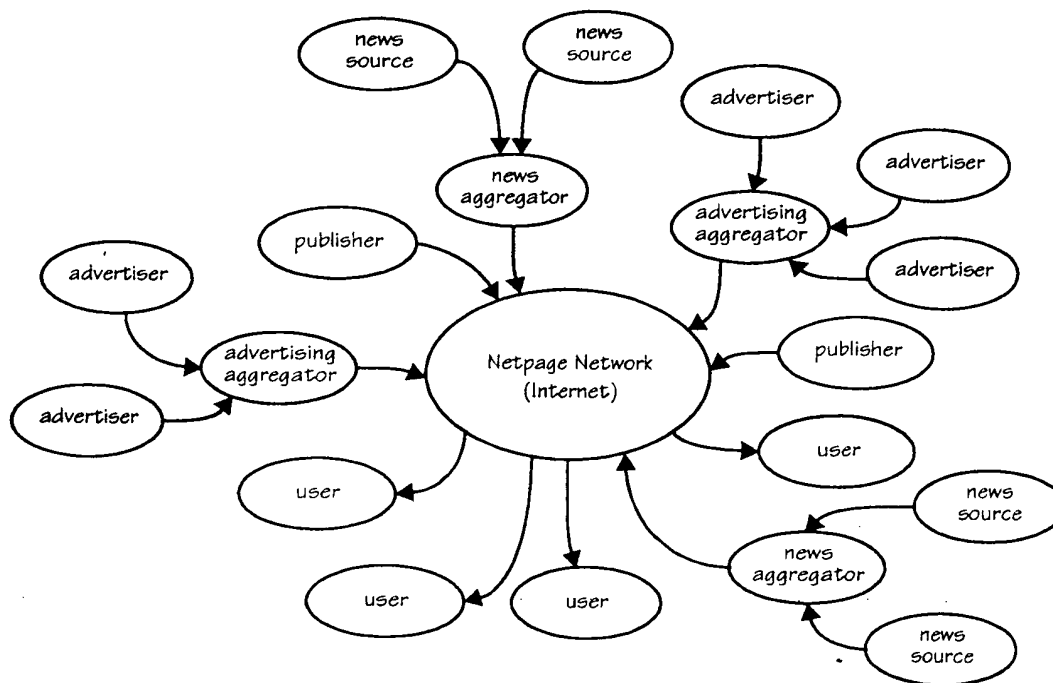 news
source
news
source
advertiser
advertiser
news
aggregator
advertising
aggregator
publisher
advertiser
advertiser
Netpage Network
(Internet)
publisher
advertising
aggregator
advertiser
user
user
news
source
news
aggregator
user
user
news
source